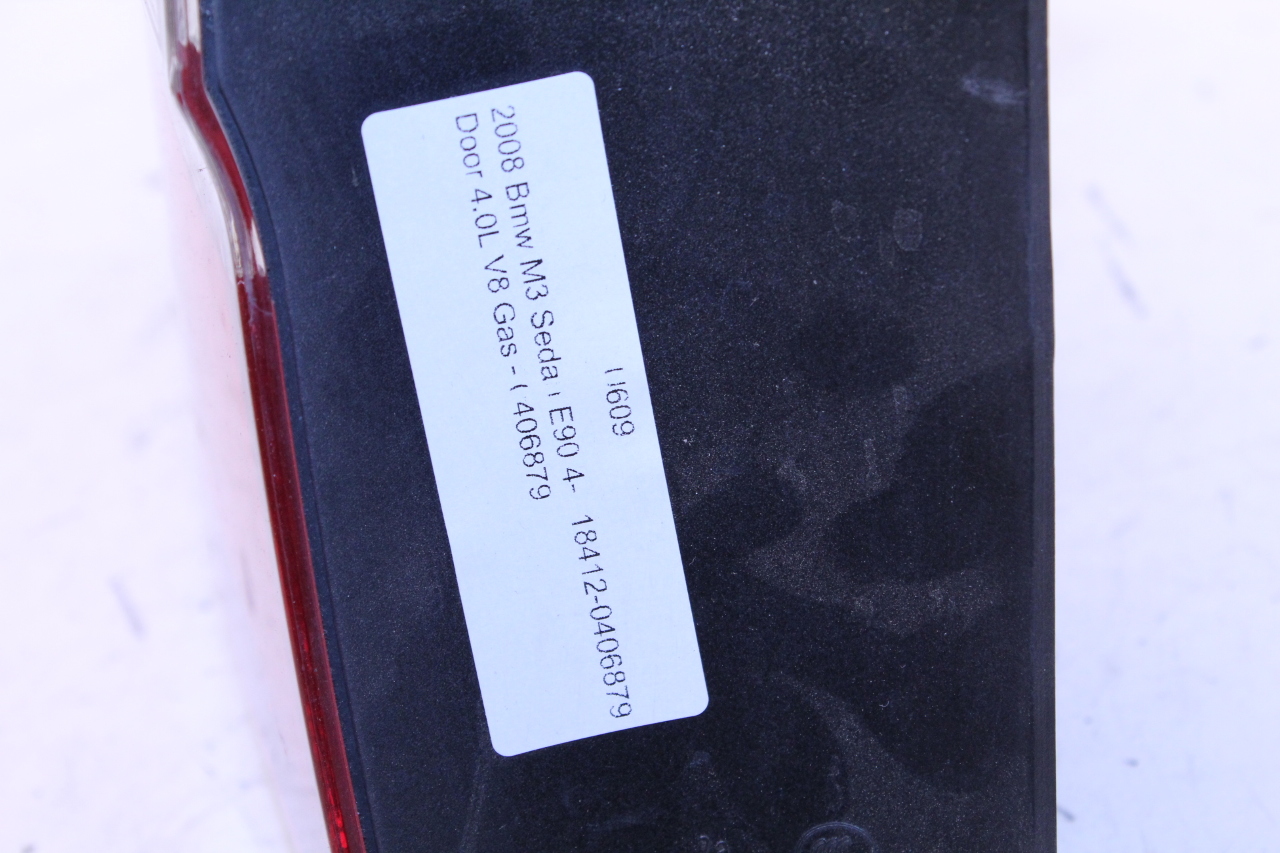 2008 Bmw M3 Seda E90 4- 18412-0406879
Door 4.0L V8 Gas - ( 406879